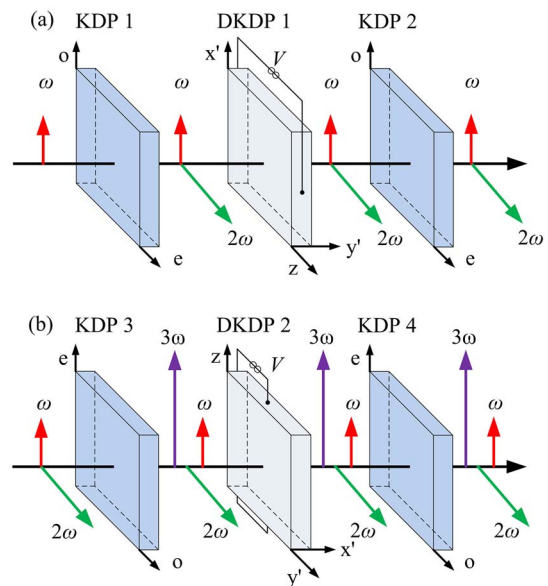 (a) KDP 1 DKDP 1 KDP 2
o x' V o
ω ω ω ω
2ω 2ω 2ω
e z y' e
(b) KDP 3 DKDP 2 KDP 4
3ω 3ω 3ω
e z V e
ω ω ω ω
2ω 2ω 2ω 2ω
o y' x' o